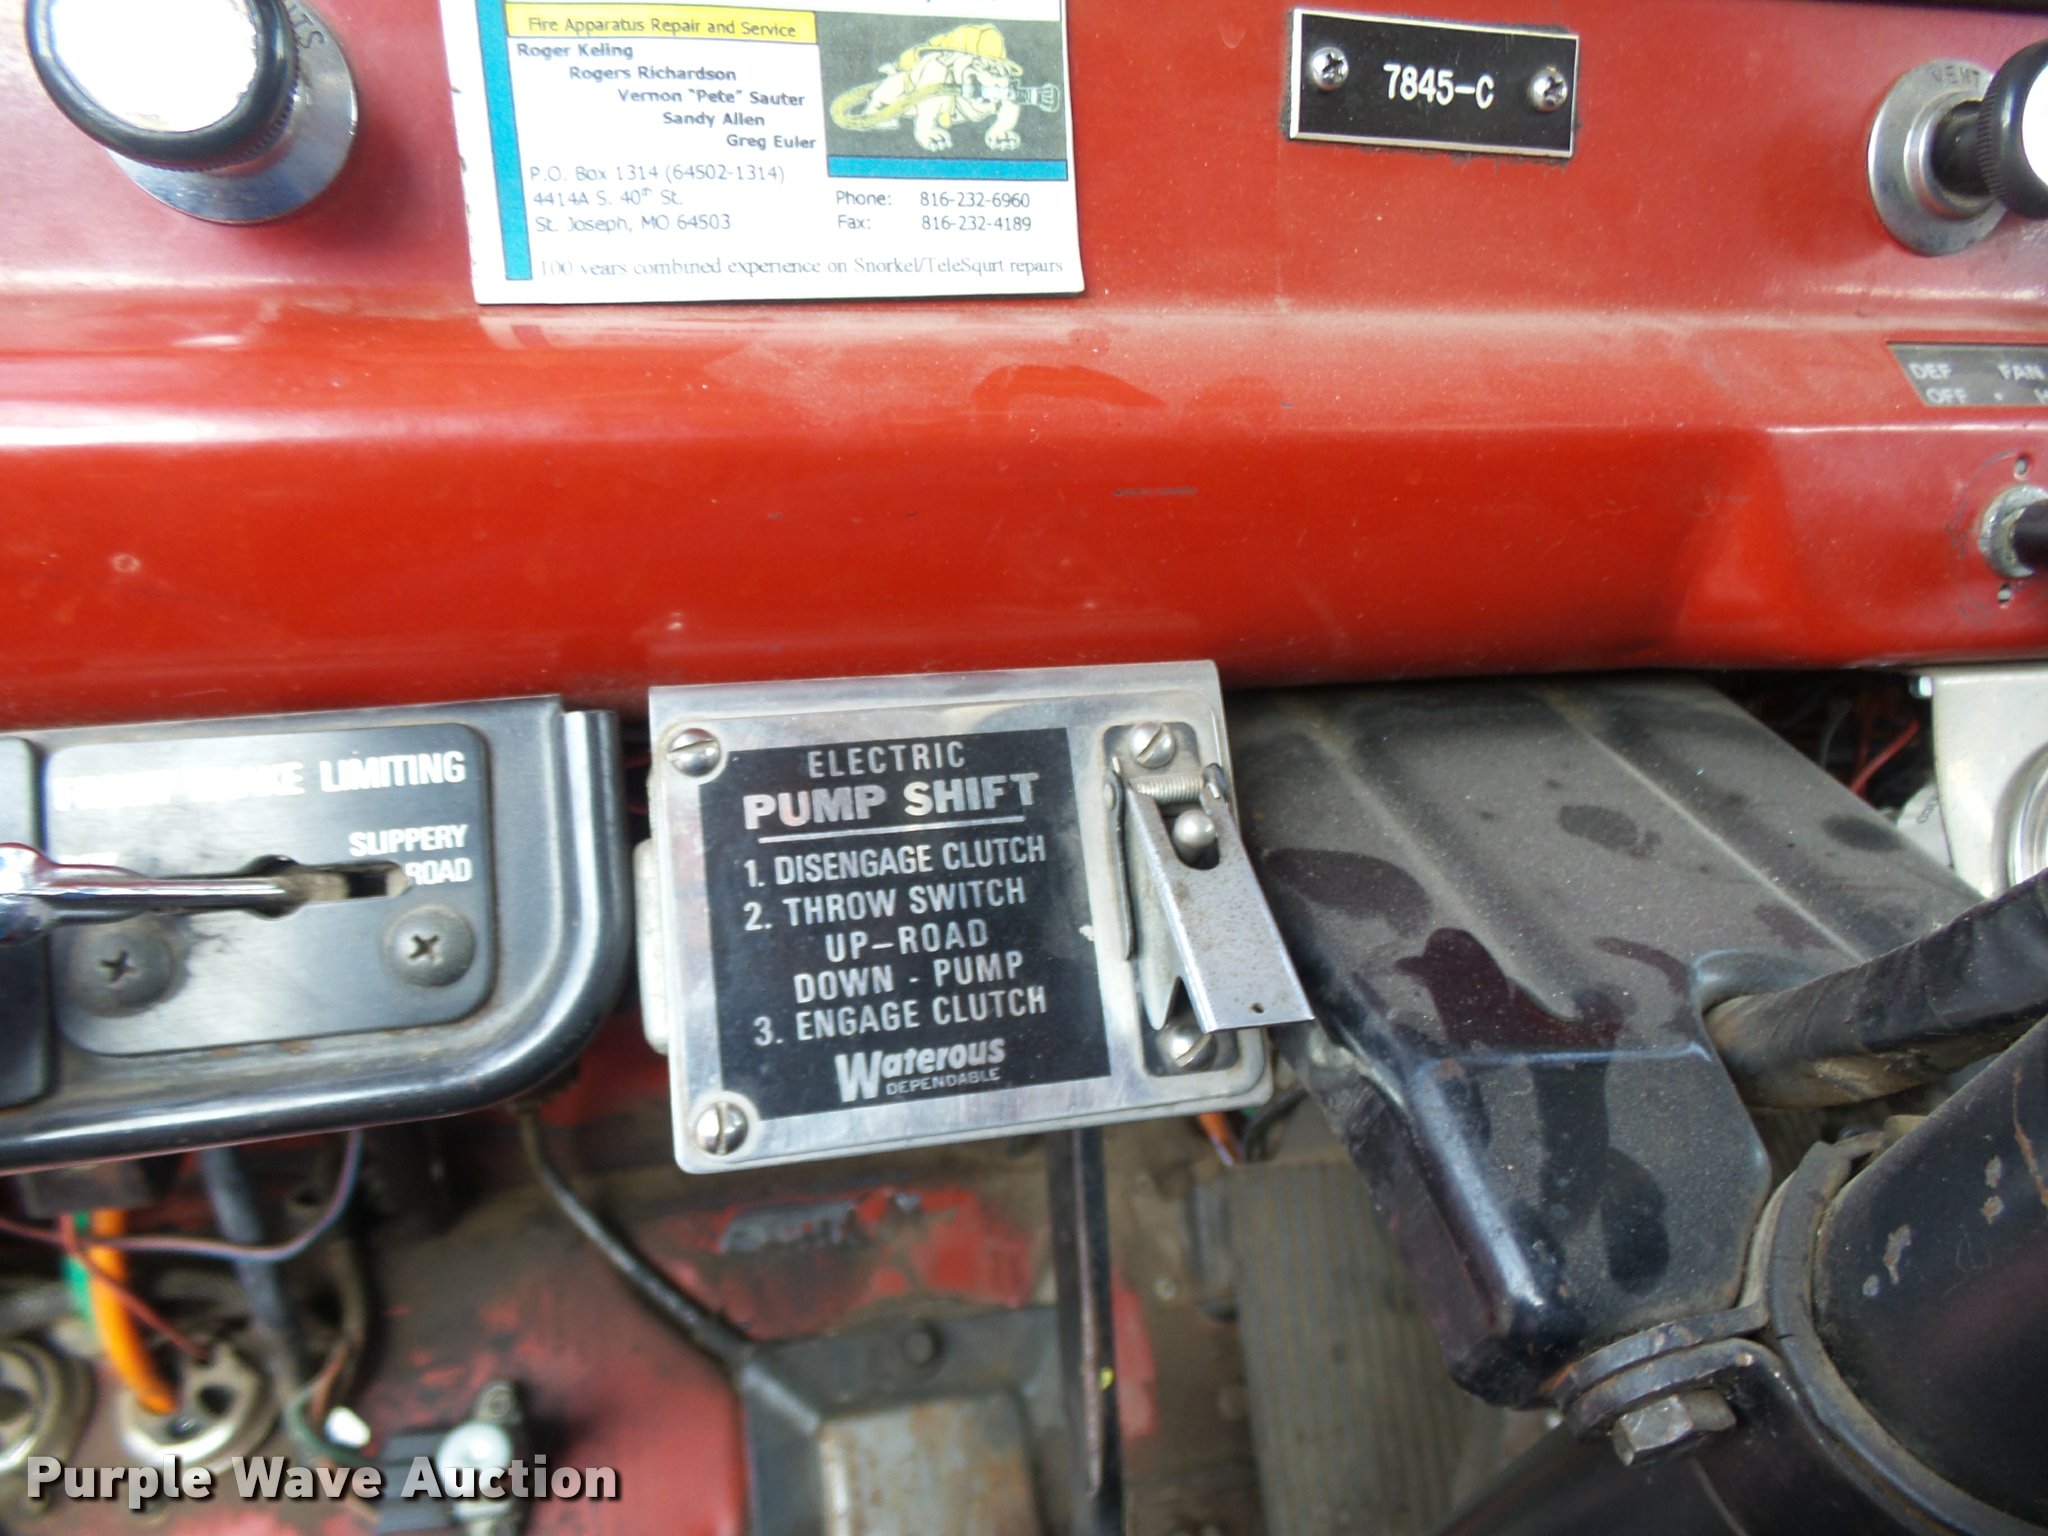 Fire Apparatus Repair and Service
Roger Keling
Rogers Richardson
Vernon "Pete" Sauter
Sandy Allen
Greg Euler
P.O. Box 1314 (64502-1314)
4414A S. 40th St.
St. Joseph, MO 64503
Phone: 816-232-6960
Fax: 816-232-4189
100 years combined experience on Snorkel/TeleSqurt repairs
7845-C
VENT
DEF FAN
OFF
LIMITING
SLIPPERY
ROAD
ELECTRIC
PUMP SHIFT
1. DISENGAGE CLUTCH
2. THROW SWITCH
UP-ROAD
DOWN - PUMP
3. ENGAGE CLUTCH
Waterous
DEPENDABLE
Purple Wave Auction